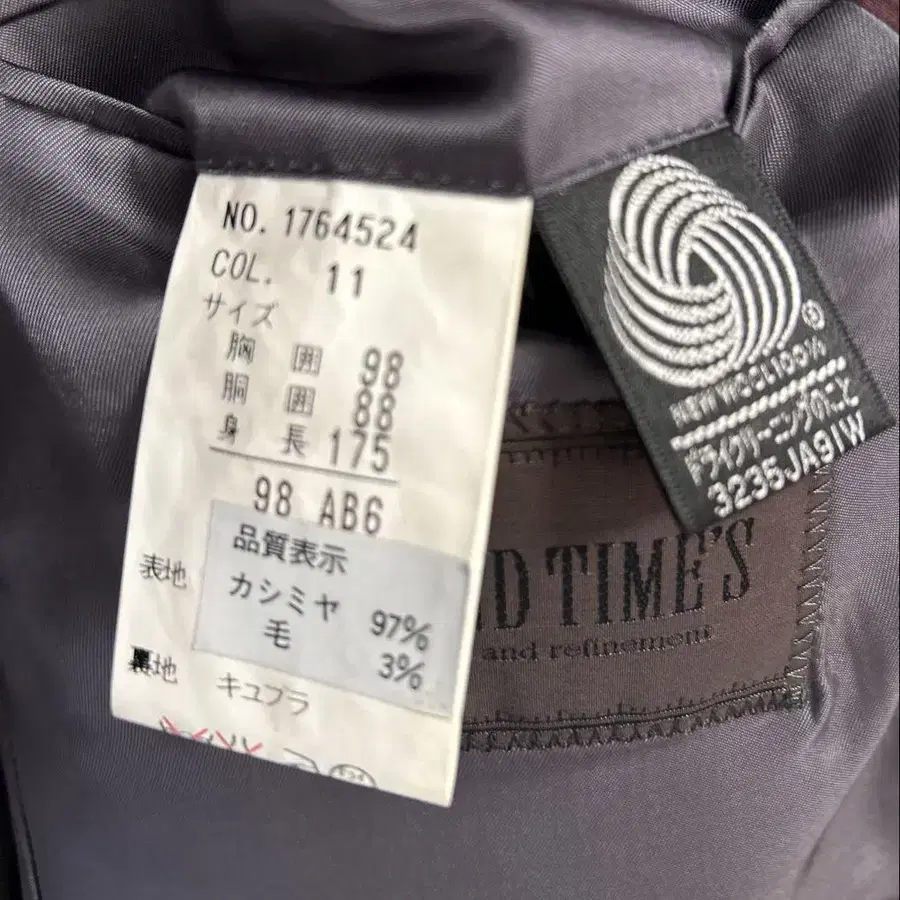 NO. 1764524
COL. 11
サイズ
胸 囲 98
胴 囲 88
身 長 175
98 AB6
表地
品質表示
カシミヤ 97%
毛 3%
裏地 キュプラ
NEW WOOL 100%
ドライクリーニングのこと
3235JA91W
TIME'S
and refinement